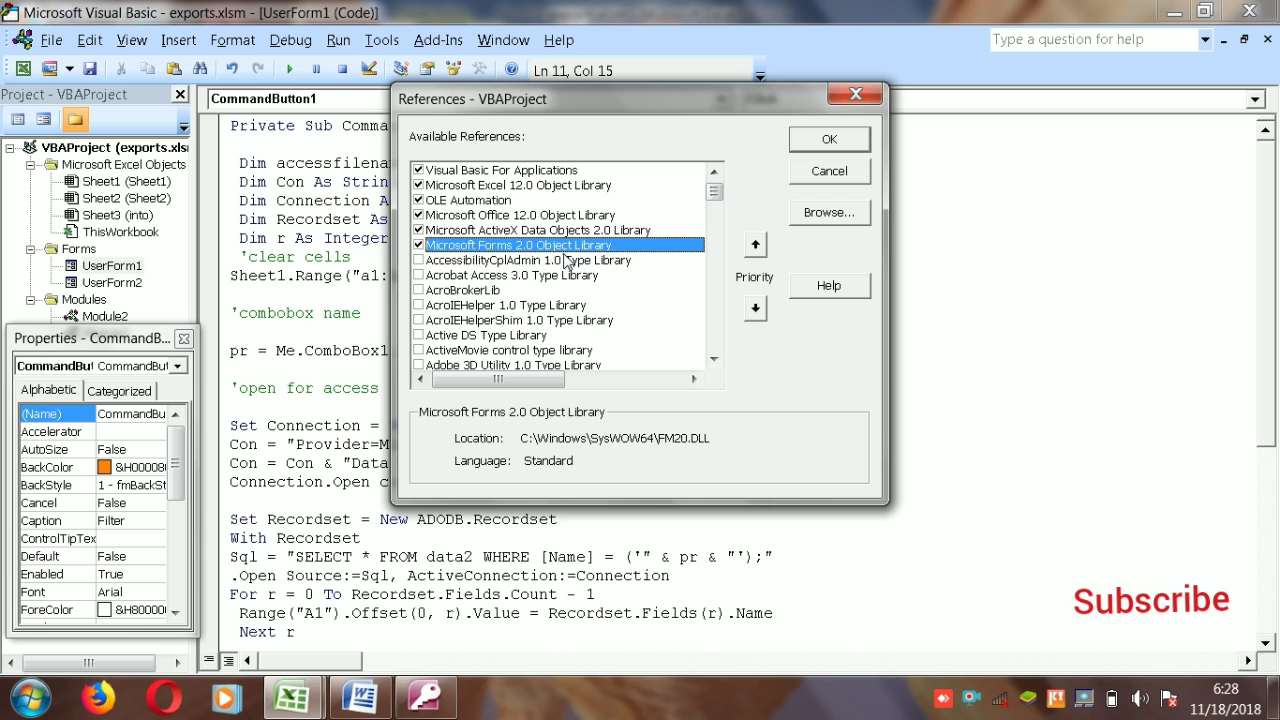 Microsoft Visual Basic - exports.xlsm - [UserForm1 (Code)]
File Edit View Insert Format Debug Run Tools Add-Ins Window Help
Type a question for help
Ln 11, Col 15
Project - VBAProject
VBAProject (exports.xlsm
Microsoft Excel Objects
Sheet1 (Sheet1)
Sheet2 (Sheet2)
Sheet3 (into)
ThisWorkbook
Forms
UserForm1
UserForm2
Modules
Module2
Properties - CommandB...
CommandBut CommandBut
Alphabetic Categorized
(Name) CommandBu
Accelerator
AutoSize False
BackColor &H00008
BackStyle 1 - fmBackSt
Cancel False
Caption Filter
ControlTipTex
Default False
Enabled True
Font Arial
ForeColor &H80000
CommandButton1
Click
Private Sub Comma
Dim accessfilenam
Dim Con As String
Dim Connection A
Dim Recordset As
Dim r As Integer
'clear cells
Sheet1.Range("a1:
'combobox name
pr = Me.ComboBox1
'open for access
Set Connection =
Con = "Provider=M
Con = Con & "Data
Connection.Open c
Set Recordset = New ADODB.Recordset
With Recordset
Sql = "SELECT * FROM data2 WHERE [Name] = ('" & pr & "');"
.Open Source:=Sql, ActiveConnection:=Connection
For r = 0 To Recordset.Fields.Count - 1
Range("A1").Offset(0, r).Value = Recordset.Fields(r).Name
Next r
References - VBAProject
Available References:
Visual Basic For Applications
Microsoft Excel 12.0 Object Library
OLE Automation
Microsoft Office 12.0 Object Library
Microsoft ActiveX Data Objects 2.0 Library
Microsoft Forms 2.0 Object Library
AccessibilityCplAdmin 1.0 Type Library
Acrobat Access 3.0 Type Library
AcroBrokerLib
AcroIEHelper 1.0 Type Library
AcroIEHelperShim 1.0 Type Library
Active DS Type Library
ActiveMovie control type library
Adobe 3D Utility 1.0 Type Library
OK
Cancel
Browse...
Priority
Help
Microsoft Forms 2.0 Object Library
Location: C:\Windows\SysWOW64\FM20.DLL
Language: Standard
Subscribe
6:28
11/18/2018